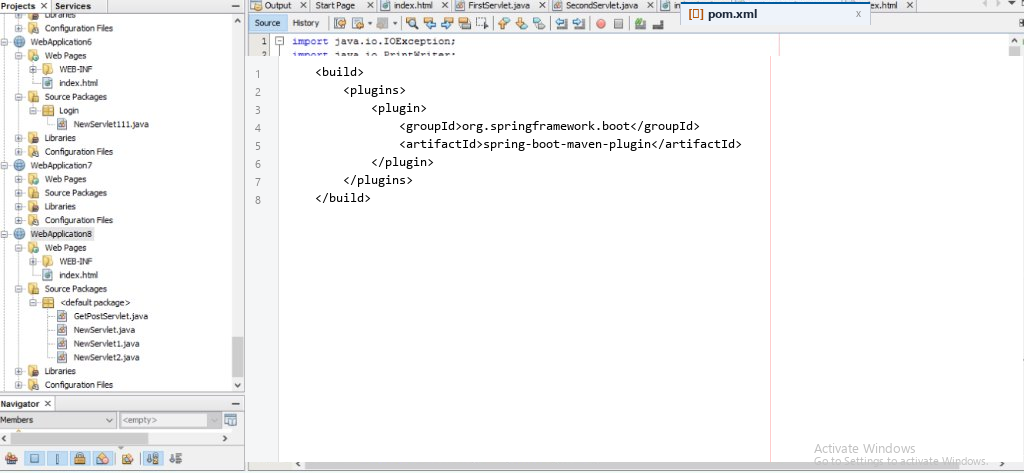 Projects × Services
Libraries
Configuration Files
WebApplication6
Web Pages
WEB-INF
index.html
Source Packages
Login
NewServlet111.java
Libraries
Configuration Files
WebApplication7
Web Pages
Source Packages
Libraries
Configuration Files
WebApplication8
Web Pages
WEB-INF
index.html
Source Packages
<default package>
GetPostServlet.java
NewServlet.java
NewServlet1.java
NewServlet2.java
Libraries
Configuration Files
Navigator ×
Members <empty>
Output × Start Page × index.html × FirstServlet.java × SecondServlet.java ×
pom.xml x
Source History
1 import java.io.IOException;
2 import java.io.PrintWriter;
1 <build>
2 <plugins>
3 <plugin>
4 <groupId>org.springframework.boot</groupId>
5 <artifactId>spring-boot-maven-plugin</artifactId>
6 </plugin>
7 </plugins>
8 </build>
Activate Windows
Go to Settings to activate Windows.